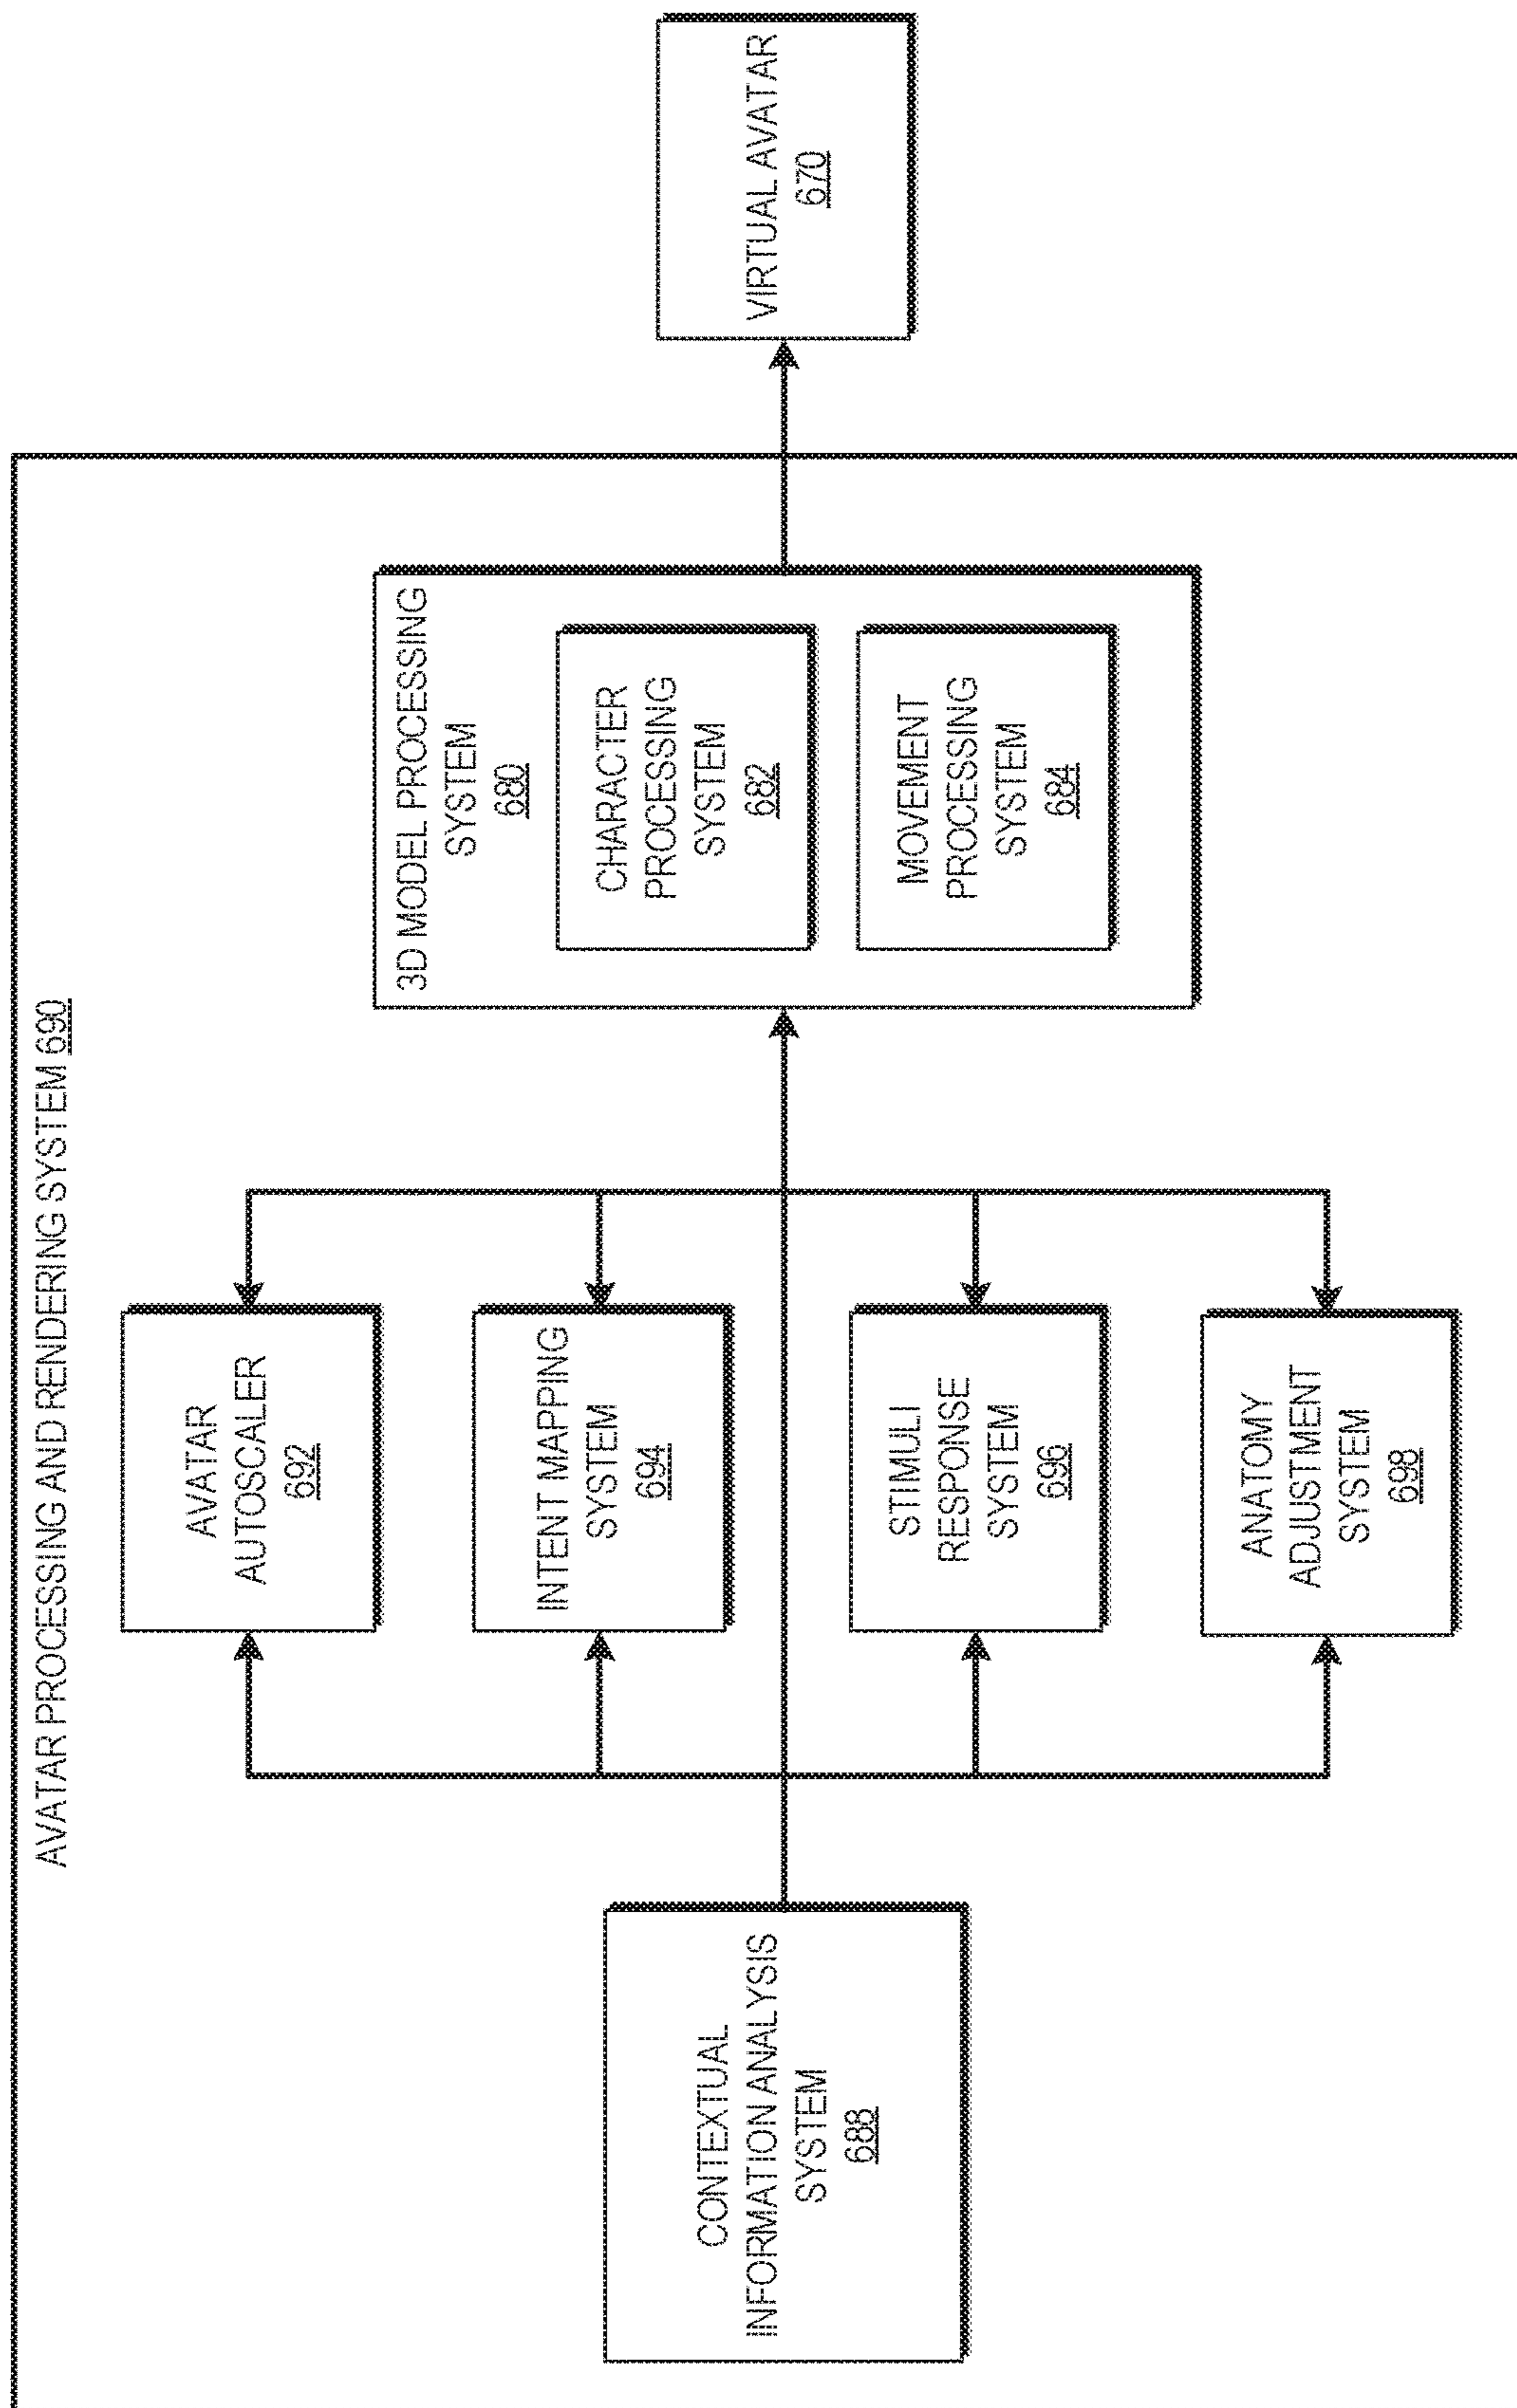 AVATAR PROCESSING AND RENDERING SYSTEM 690
CONTEXTUAL
INFORMATION ANALYSIS
SYSTEM
688
AVATAR
AUTOSCALER
692
INTENT MAPPING
SYSTEM
694
STIMULI
RESPONSE
SYSTEM
696
ANATOMY
ADJUSTMENT
SYSTEM
698
3D MODEL PROCESSING
SYSTEM
680
CHARACTER
PROCESSING
SYSTEM
682
MOVEMENT
PROCESSING
SYSTEM
684
VIRTUAL AVATAR
670